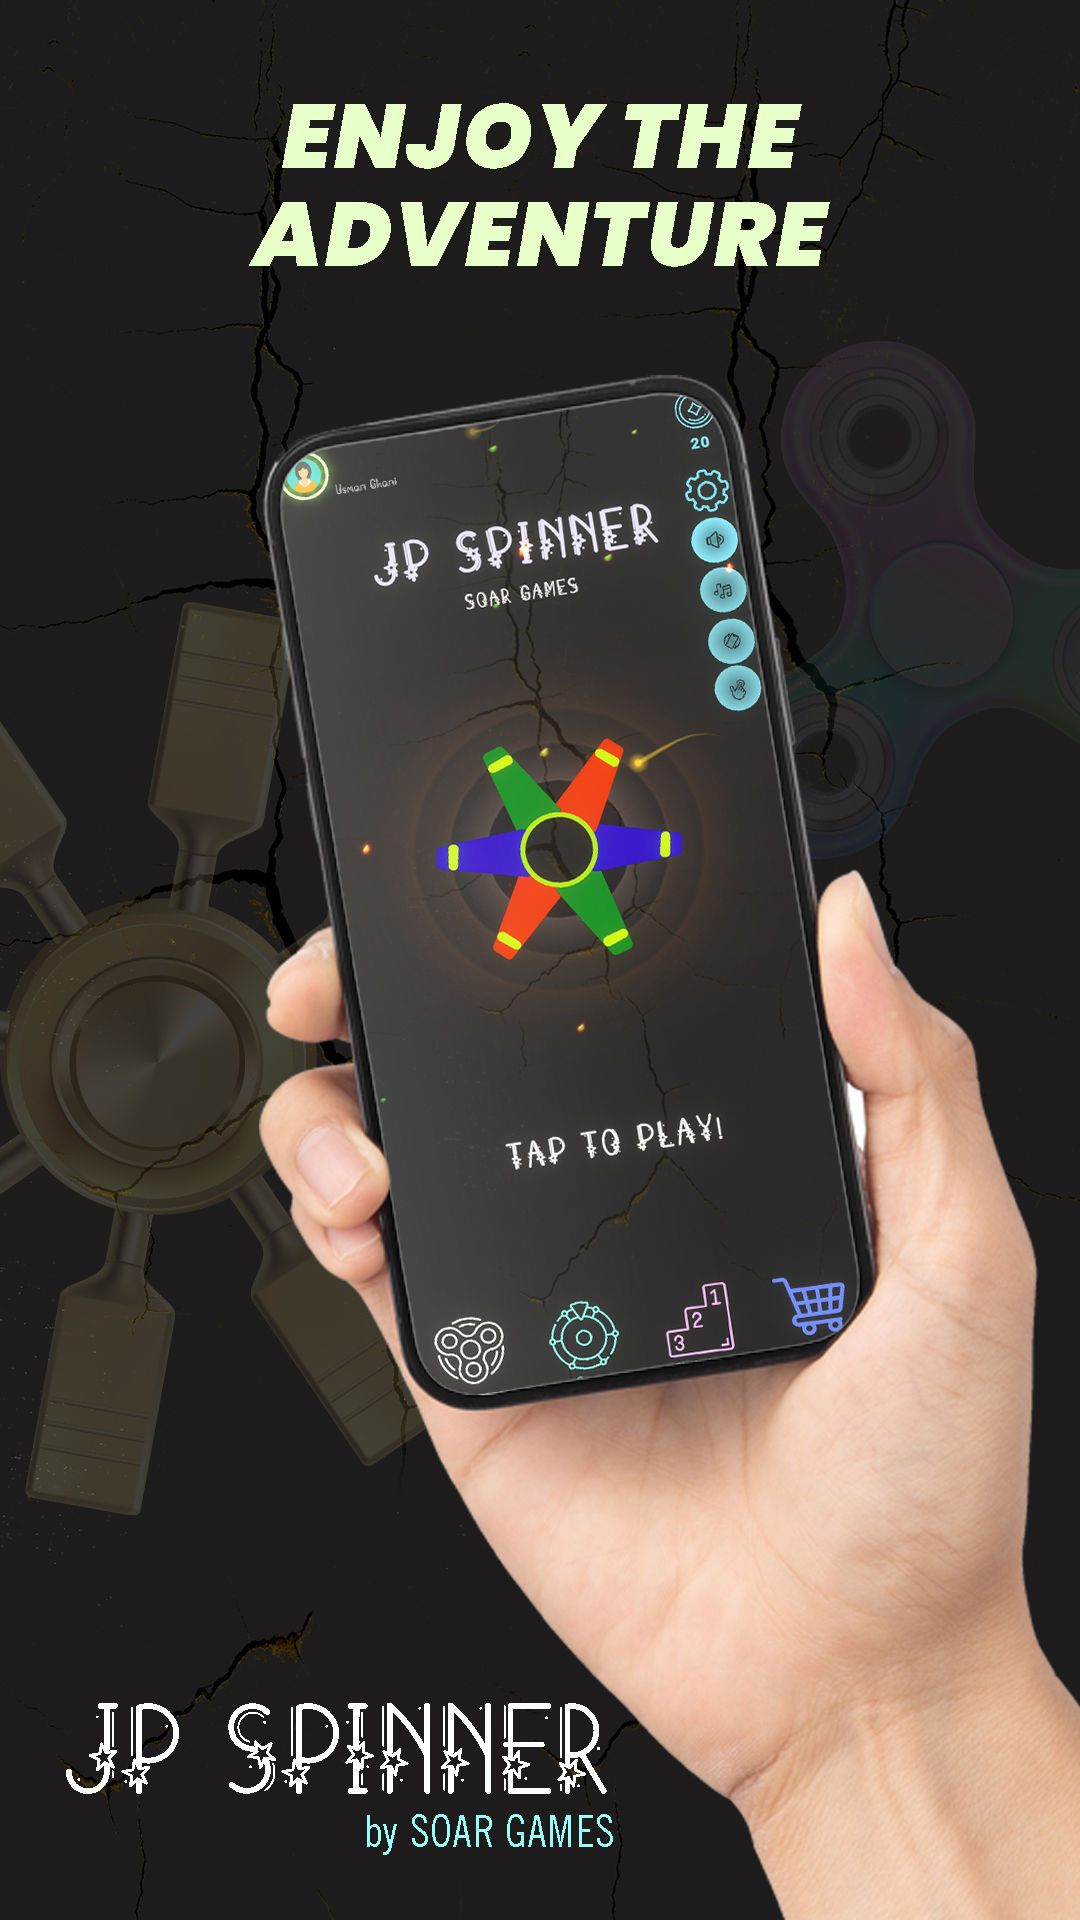 ENJOY THE
ADVENTURE
20
Usman Ghani
JP SPINNER
SOAR GAMES
TAP TO PLAY!
1
2
3
JP SPINNER
by SOAR GAMES